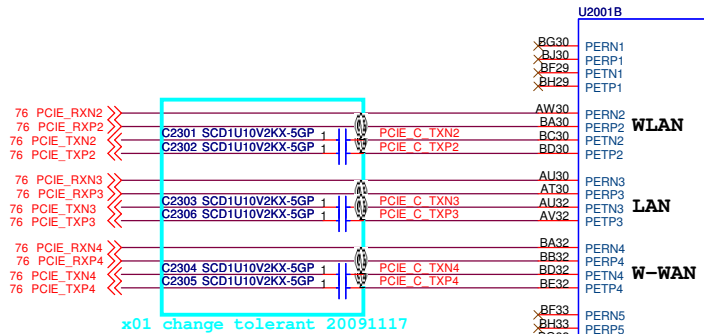 U2001B
BG30 PERN1
BJ30 PERP1
BF29 PETN1
BH29 PETP1
76 PCIE_RXN2 AW30 PERN2
76 PCIE_RXP2 BA30 PERP2 WLAN
76 PCIE_TXN2 C2301 SCD1U10V2KX-5GP 1 PCIE_C_TXN2 BC30 PETN2
76 PCIE_TXP2 C2302 SCD1U10V2KX-5GP 1 PCIE_C_TXP2 BD30 PETP2
76 PCIE_RXN3 AU30 PERN3
76 PCIE_RXP3 AT30 PERP3
76 PCIE_TXN3 C2303 SCD1U10V2KX-5GP 1 PCIE_C_TXN3 AU32 PETN3 LAN
76 PCIE_TXP3 C2306 SCD1U10V2KX-5GP 1 PCIE_C_TXP3 AV32 PETP3
76 PCIE_RXN4 BA32 PERN4
76 PCIE_RXP4 BB32 PERP4
76 PCIE_TXN4 C2304 SCD1U10V2KX-5GP 1 PCIE_C_TXN4 BD32 PETN4 W-WAN
76 PCIE_TXP4 C2305 SCD1U10V2KX-5GP 1 PCIE_C_TXP4 BE32 PETP4
BF33 PERN5
BH33 PERP5
x01 change tolerant 20091117